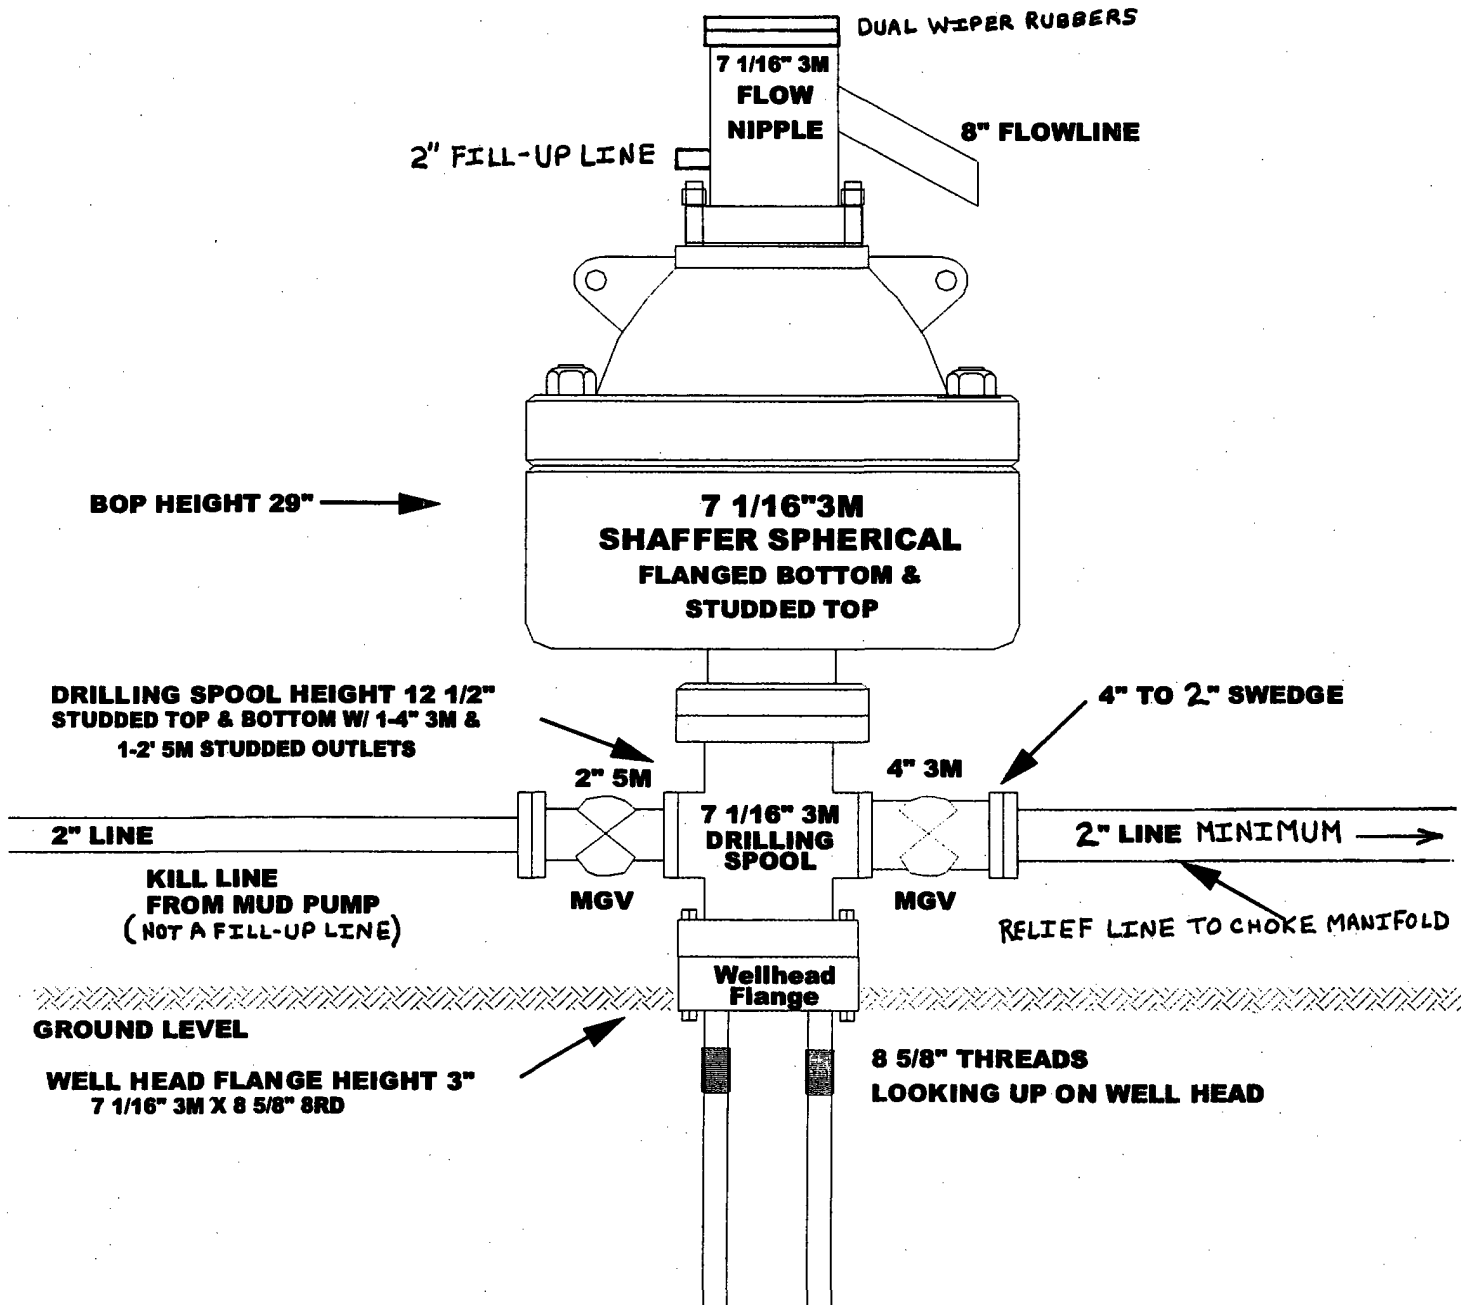 DUAL WIPER RUBBERS
7 1/16" 3M
FLOW
NIPPLE
8" FLOWLINE
2" FILL-UP LINE
BOP HEIGHT 29"
7 1/16"3M
SHAFFER SPHERICAL
FLANGED BOTTOM &
STUDDED TOP
DRILLING SPOOL HEIGHT 12 1/2"
STUDDED TOP & BOTTOM W/ 1-4" 3M &
1-2' 5M STUDDED OUTLETS
4" TO 2" SWEDGE
2" 5M
4" 3M
2" LINE
7 1/16" 3M
DRILLING
SPOOL
2" LINE MINIMUM
KILL LINE
FROM MUD PUMP
(NOT A FILL-UP LINE)
MGV
MGV
RELIEF LINE TO CHOKE MANIFOLD
Wellhead
Flange
GROUND LEVEL
WELL HEAD FLANGE HEIGHT 3"
7 1/16" 3M X 8 5/8" 8RD
8 5/8" THREADS
LOOKING UP ON WELL HEAD